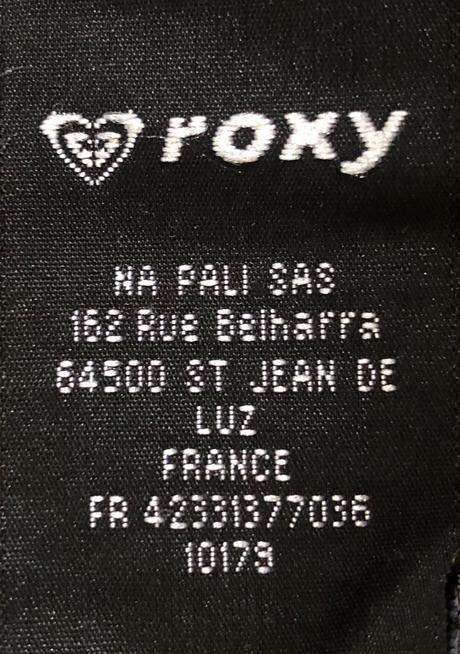 roxy
NA PALI SAS
162 Rue Belharra
64500 ST JEAN DE
LUZ
FRANCE
FR 42331377036
10179